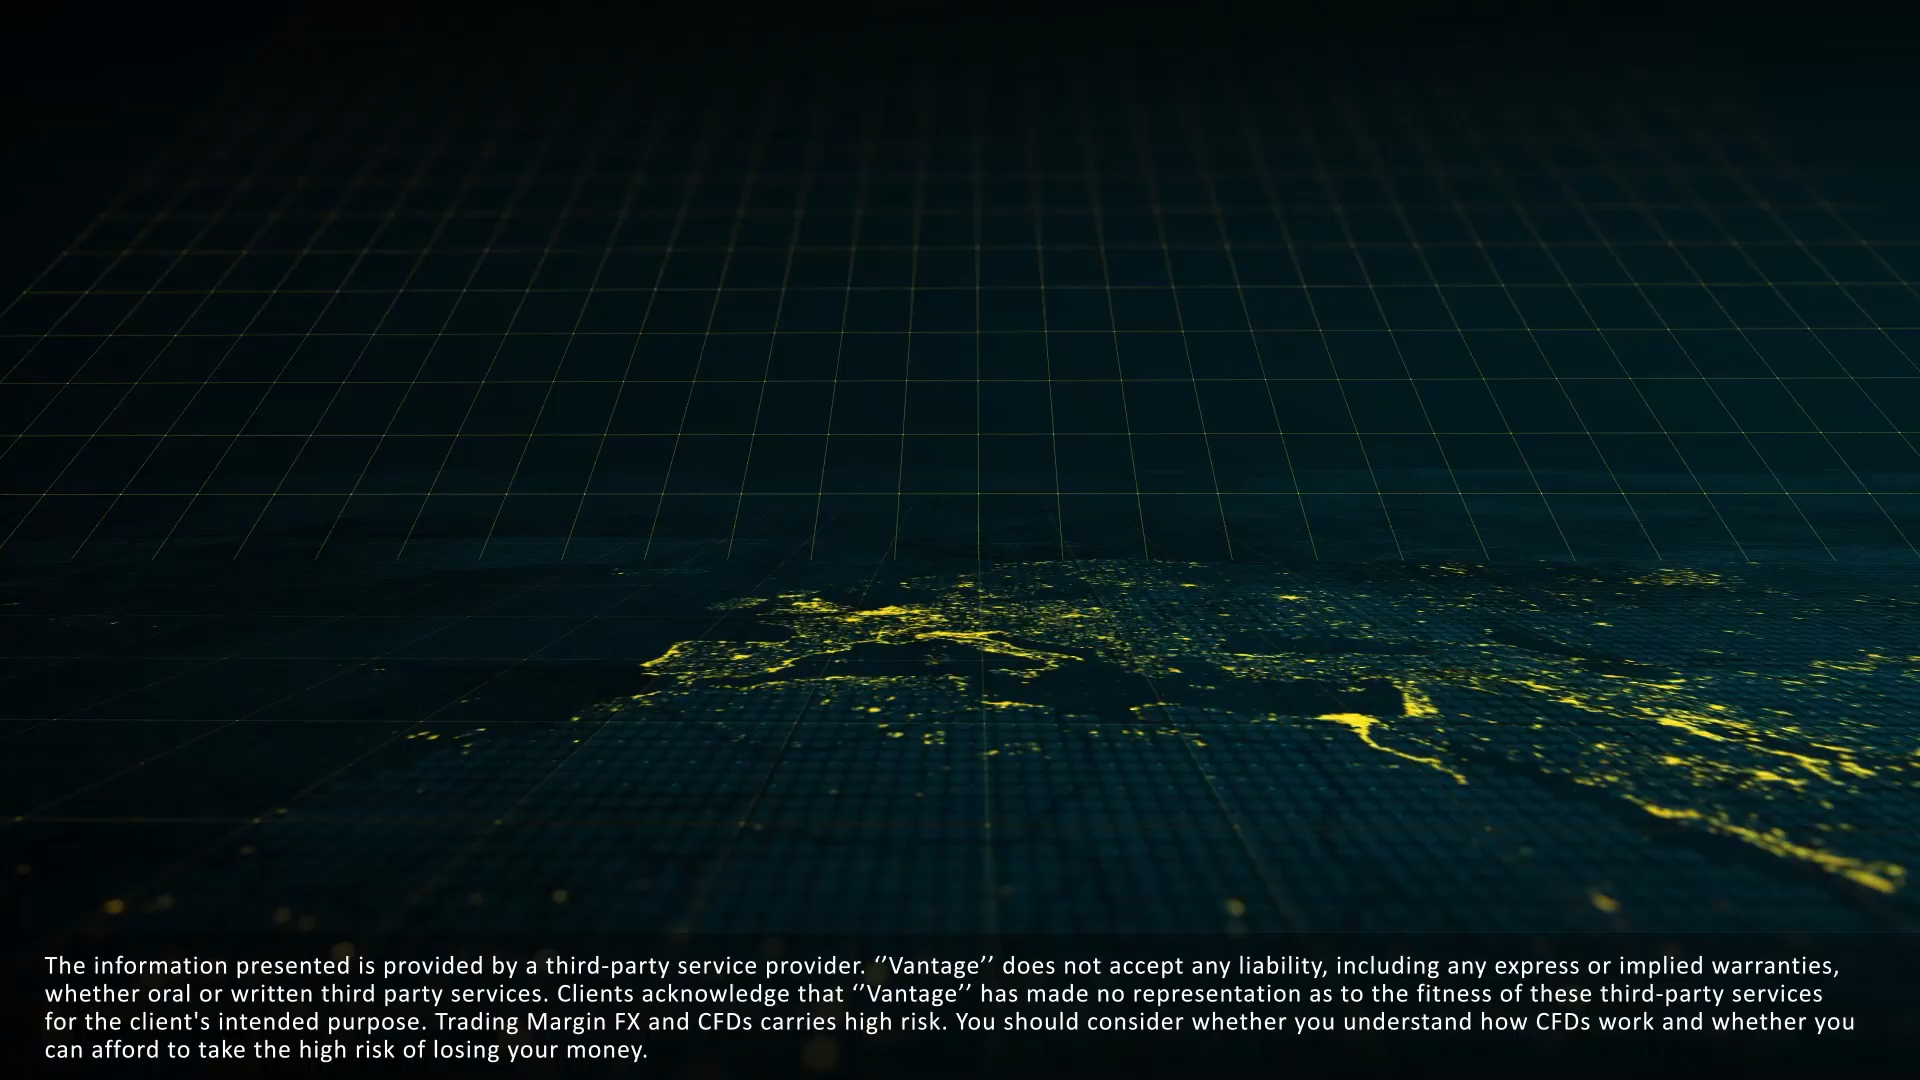 The information presented is provided by a third-party service provider. ‘’Vantage’’ does not accept any liability, including any express or implied warranties,
whether oral or written third party services. Clients acknowledge that ‘’Vantage’’ has made no representation as to the fitness of these third-party services
for the client's intended purpose. Trading Margin FX and CFDs carries high risk. You should consider whether you understand how CFDs work and whether you
can afford to take the high risk of losing your money.